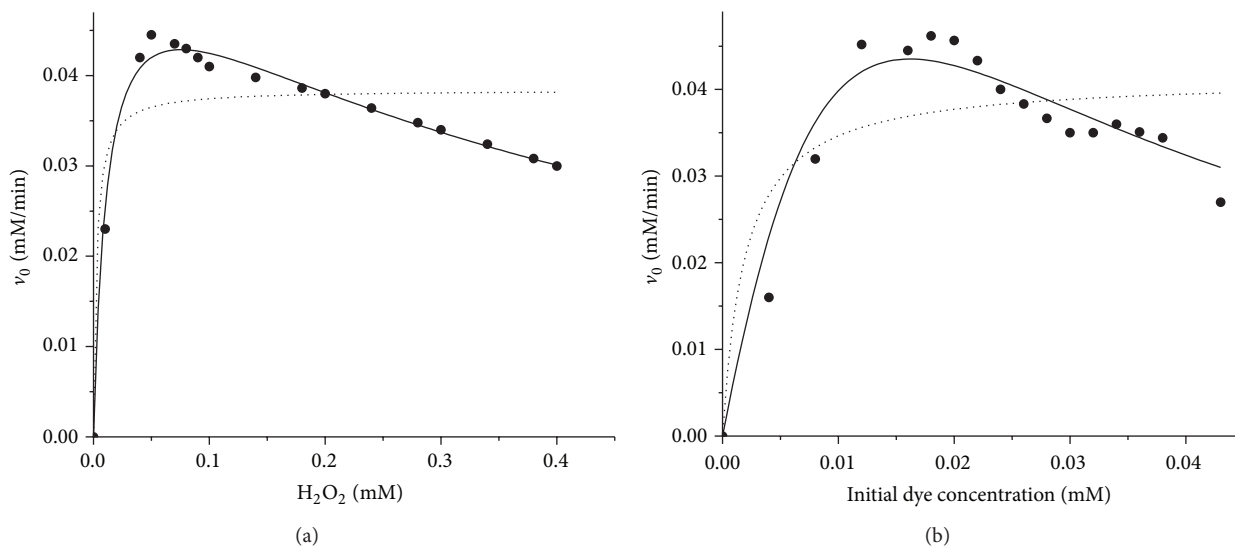 0.04
0.03
0.02
0.01
0.00
v₀ (mM/min)
0.0 0.1 0.2 0.3 0.4
H₂O₂ (mM)
(a)
0.04
0.03
0.02
0.01
0.00
v₀ (mM/min)
0.00 0.01 0.02 0.03 0.04
Initial dye concentration (mM)
(b)